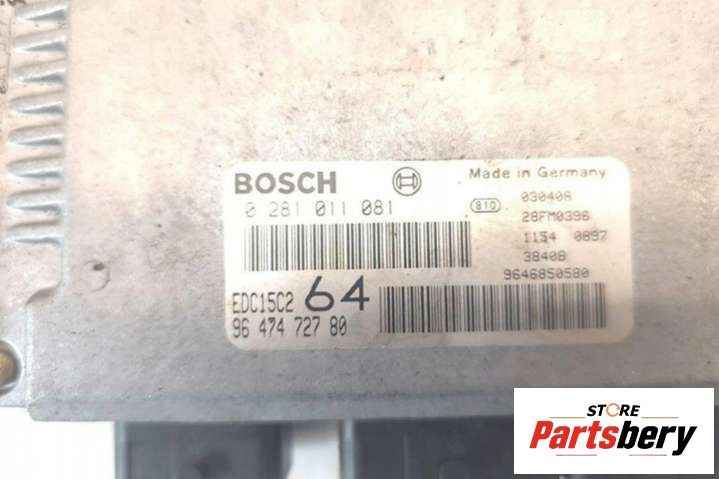 BOSCH
Made in Germany
0 281 011 081
810
030408
28FM0396
1154 0897
38408
9646850580
EDC15C2 64
96 474 727 80
STORE
Partsbery